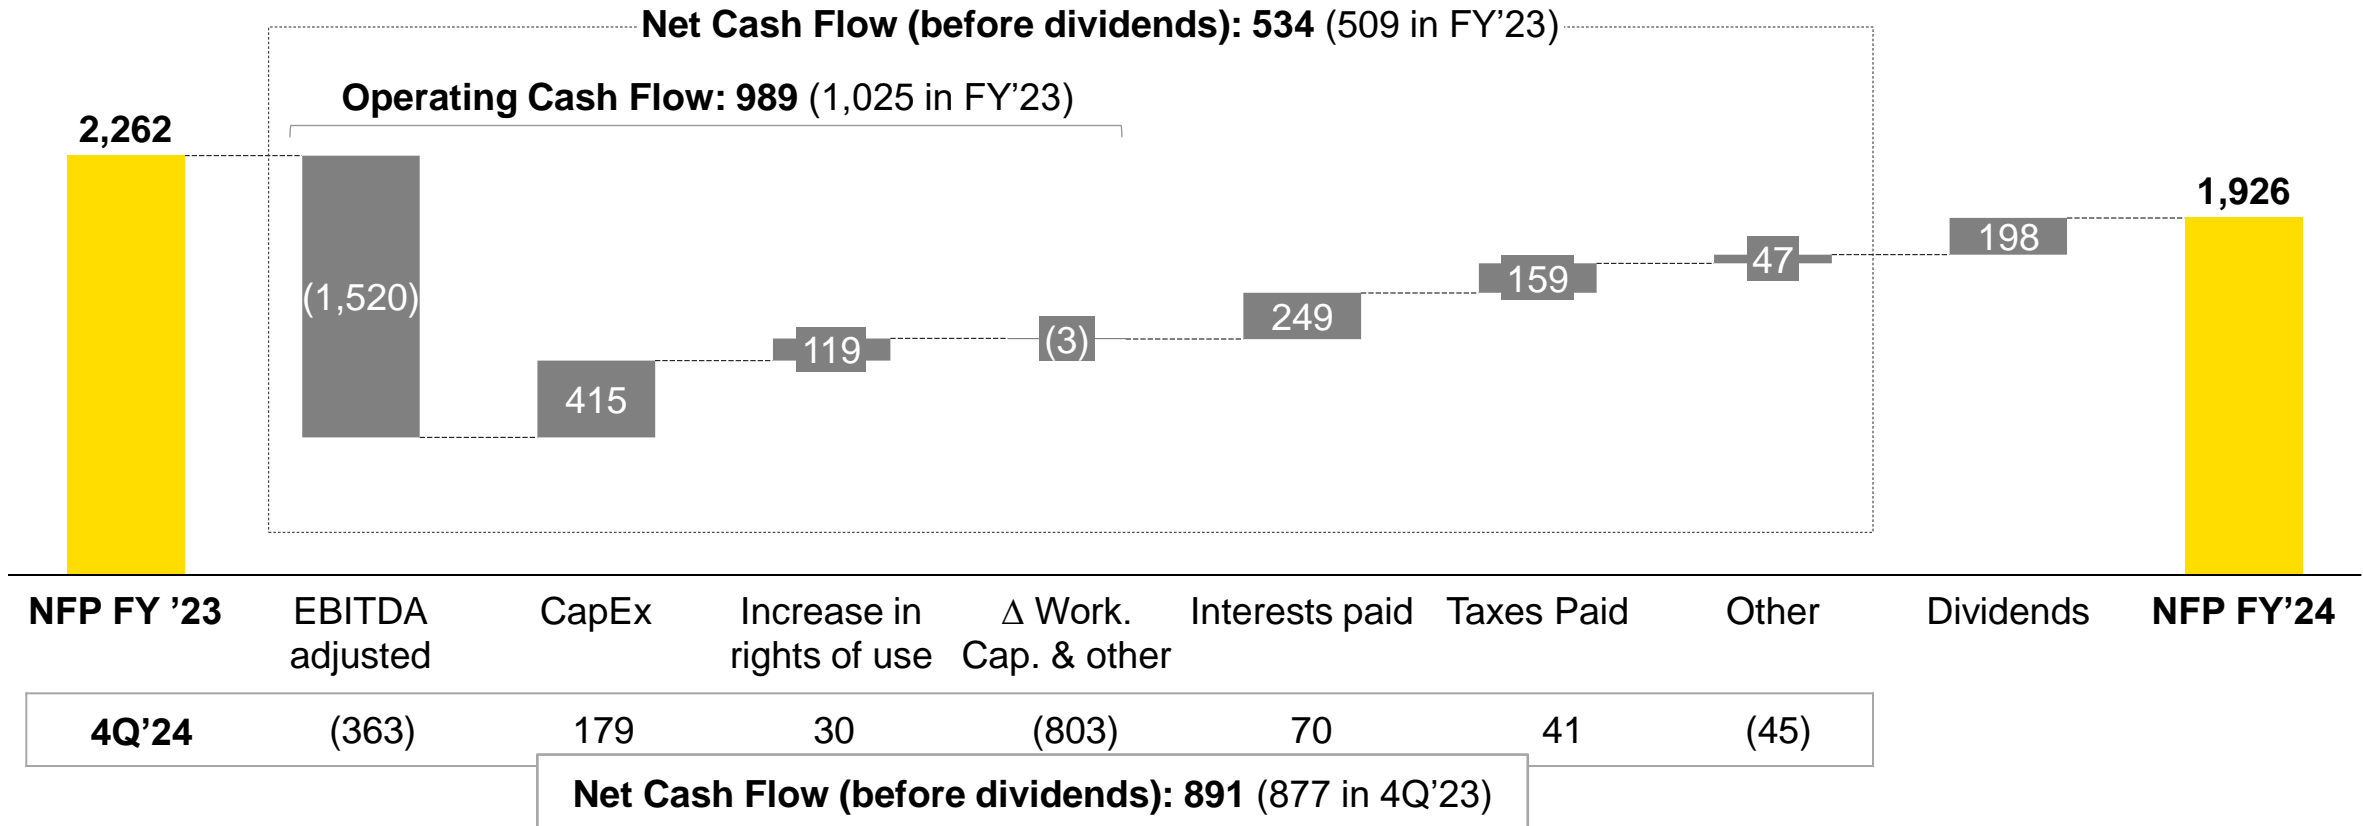 Net Cash Flow (before dividends): 534 (509 in FY’23)
Operating Cash Flow: 989 (1,025 in FY’23)
2,262
(1,520)
415
119
(3)
249
159
47
198
1,926
NFP FY ’23
EBITDA
adjusted
CapEx
Increase in
rights of use
Δ Work.
Cap. & other
Interests paid
Taxes Paid
Other
Dividends
NFP FY’24
4Q’24 (363) 179 30 (803) 70 41 (45)
Net Cash Flow (before dividends): 891 (877 in 4Q’23)